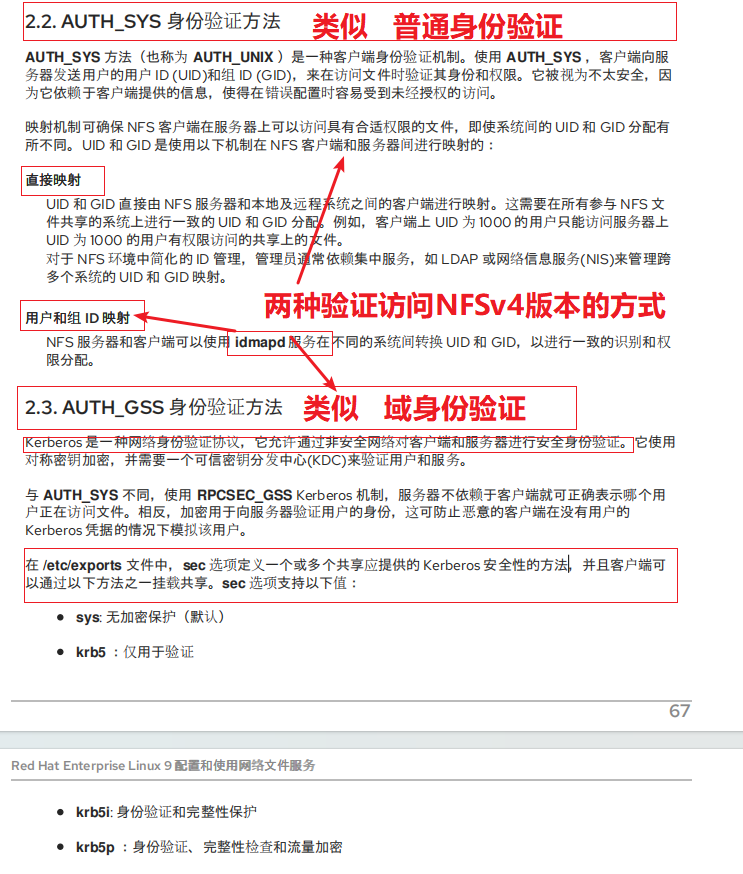 2.2. AUTH_SYS 身份验证方法 类似 普通身份验证
AUTH_SYS 方法（也称为 AUTH_UNIX ）是一种客户端身份验证机制。使用 AUTH_SYS ，客户端向服
务器发送用户的用户 ID (UID)和组 ID (GID)，来在访问文件时验证其身份和权限。它被视为不太安全，因
为它依赖于客户端提供的信息，使得在错误配置时容易受到未经授权的访问。
映射机制可确保 NFS 客户端在服务器上可以访问具有合适权限的文件，即使系统间的 UID 和 GID 分配有
所不同。UID 和 GID 是使用以下机制在 NFS 客户端和服务器间进行映射的：
直接映射
UID 和 GID 直接由 NFS 服务器和本地及远程系统之间的客户端进行映射。这需要在所有参与 NFS 文
件共享的系统上进行一致的 UID 和 GID 分配。例如，客户端上 UID 为 1000 的用户只能访问服务器上
UID 为 1000 的用户有权限访问的共享上的文件。
对于 NFS 环境中简化的 ID 管理，管理员通常依赖集中服务，如 LDAP 或网络信息服务(NIS)来管理跨
多个系统的 UID 和 GID 映射。
两种验证访问NFSv4版本的方式
用户和组 ID 映射
NFS 服务器和客户端可以使用 idmapd 服务在不同的系统间转换 UID 和 GID，以进行一致的识别和权
限分配。
2.3. AUTH_GSS 身份验证方法 类似 域身份验证
Kerberos 是一种网络身份验证协议，它允许通过非安全网络对客户端和服务器进行安全身份验证。它使用
对称密钥加密，并需要一个可信密钥分发中心(KDC)来验证用户和服务。
与 AUTH_SYS 不同，使用 RPCSEC_GSS Kerberos 机制，服务器不依赖于客户端就可正确表示哪个用
户正在访问文件。相反，加密用于向服务器验证用户的身份，这可防止恶意的客户端在没有用户的
Kerberos 凭据的情况下模拟该用户。
在 /etc/exports 文件中，sec 选项定义一个或多个共享应提供的 Kerberos 安全性的方法，并且客户端可
以通过以下方法之一挂载共享。sec 选项支持以下值：
● sys: 无加密保护（默认）
● krb5 ：仅用于验证
67
Red Hat Enterprise Linux 9 配置和使用网络文件服务
● krb5i: 身份验证和完整性保护
● krb5p ：身份验证、完整性检查和流量加密